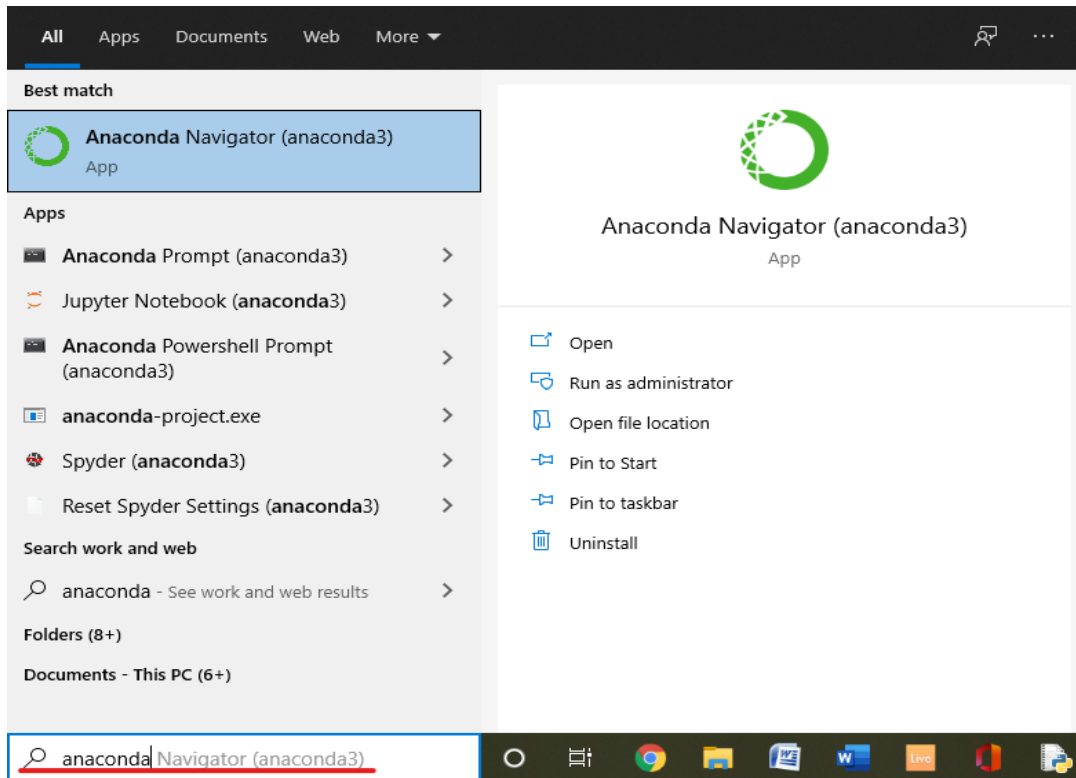 All Apps Documents Web More
Best match
Anaconda Navigator (anaconda3)
App
Apps
Anaconda Prompt (anaconda3)
Jupyter Notebook (anaconda3)
Anaconda Powershell Prompt
(anaconda3)
anaconda-project.exe
Spyder (anaconda3)
Reset Spyder Settings (anaconda3)
Search work and web
anaconda - See work and web results
Folders (8+)
Documents - This PC (6+)
anaconda Navigator (anaconda3)
Anaconda Navigator (anaconda3)
App
Open
Run as administrator
Open file location
Pin to Start
Pin to taskbar
Uninstall
W
W
Live